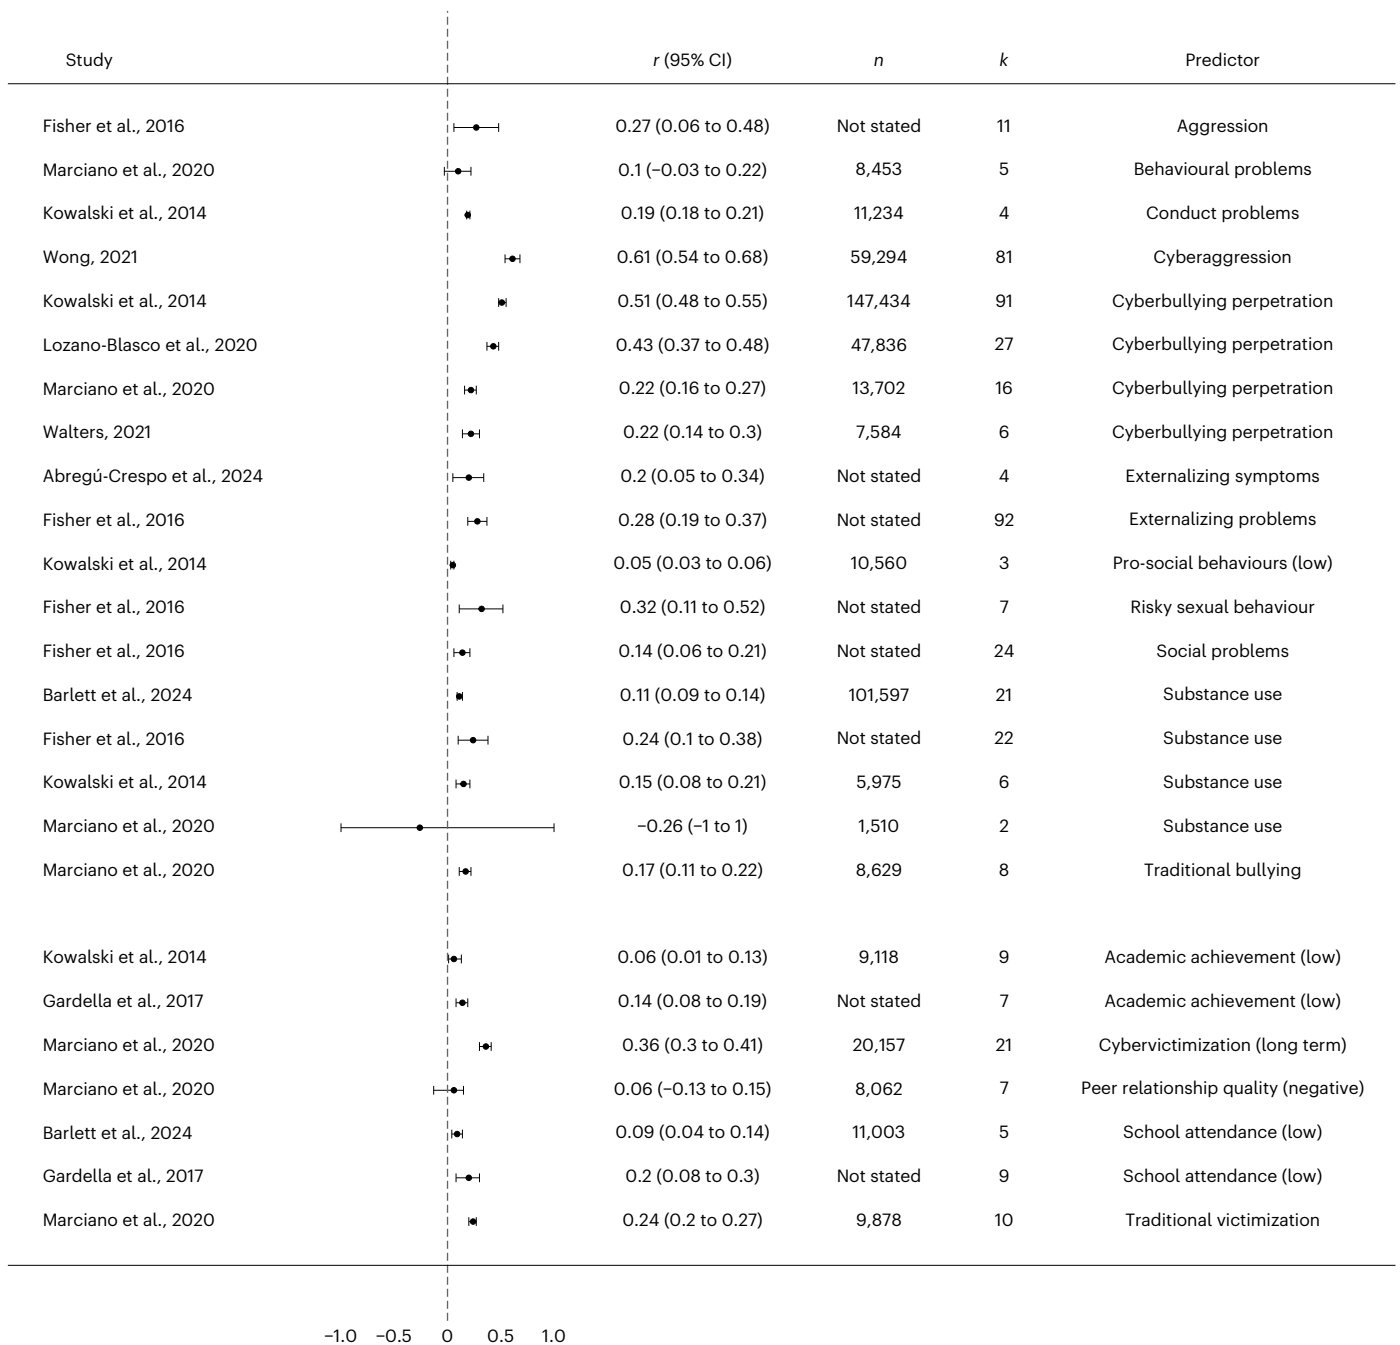 Study r (95% CI) n k Predictor
Fisher et al., 2016 0.27 (0.06 to 0.48) Not stated 11 Aggression
Marciano et al., 2020 0.1 (−0.03 to 0.22) 8,453 5 Behavioural problems
Kowalski et al., 2014 0.19 (0.18 to 0.21) 11,234 4 Conduct problems
Wong, 2021 0.61 (0.54 to 0.68) 59,294 81 Cyberaggression
Kowalski et al., 2014 0.51 (0.48 to 0.55) 147,434 91 Cyberbullying perpetration
Lozano-Blasco et al., 2020 0.43 (0.37 to 0.48) 47,836 27 Cyberbullying perpetration
Marciano et al., 2020 0.22 (0.16 to 0.27) 13,702 16 Cyberbullying perpetration
Walters, 2021 0.22 (0.14 to 0.3) 7,584 6 Cyberbullying perpetration
Abregú-Crespo et al., 2024 0.2 (0.05 to 0.34) Not stated 4 Externalizing symptoms
Fisher et al., 2016 0.28 (0.19 to 0.37) Not stated 92 Externalizing problems
Kowalski et al., 2014 0.05 (0.03 to 0.06) 10,560 3 Pro-social behaviours (low)
Fisher et al., 2016 0.32 (0.11 to 0.52) Not stated 7 Risky sexual behaviour
Fisher et al., 2016 0.14 (0.06 to 0.21) Not stated 24 Social problems
Barlett et al., 2024 0.11 (0.09 to 0.14) 101,597 21 Substance use
Fisher et al., 2016 0.24 (0.1 to 0.38) Not stated 22 Substance use
Kowalski et al., 2014 0.15 (0.08 to 0.21) 5,975 6 Substance use
Marciano et al., 2020 −0.26 (−1 to 1) 1,510 2 Substance use
Marciano et al., 2020 0.17 (0.11 to 0.22) 8,629 8 Traditional bullying
Kowalski et al., 2014 0.06 (0.01 to 0.13) 9,118 9 Academic achievement (low)
Gardella et al., 2017 0.14 (0.08 to 0.19) Not stated 7 Academic achievement (low)
Marciano et al., 2020 0.36 (0.3 to 0.41) 20,157 21 Cybervictimization (long term)
Marciano et al., 2020 0.06 (−0.13 to 0.15) 8,062 7 Peer relationship quality (negative)
Barlett et al., 2024 0.09 (0.04 to 0.14) 11,003 5 School attendance (low)
Gardella et al., 2017 0.2 (0.08 to 0.3) Not stated 9 School attendance (low)
Marciano et al., 2020 0.24 (0.2 to 0.27) 9,878 10 Traditional victimization
−1.0 −0.5 0 0.5 1.0